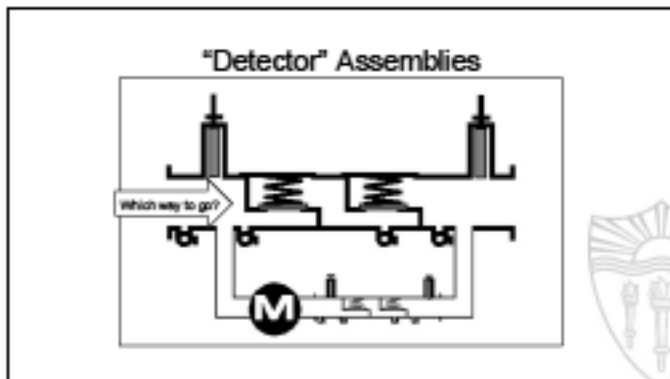 “Detector” Assemblies
Which way to go?
M